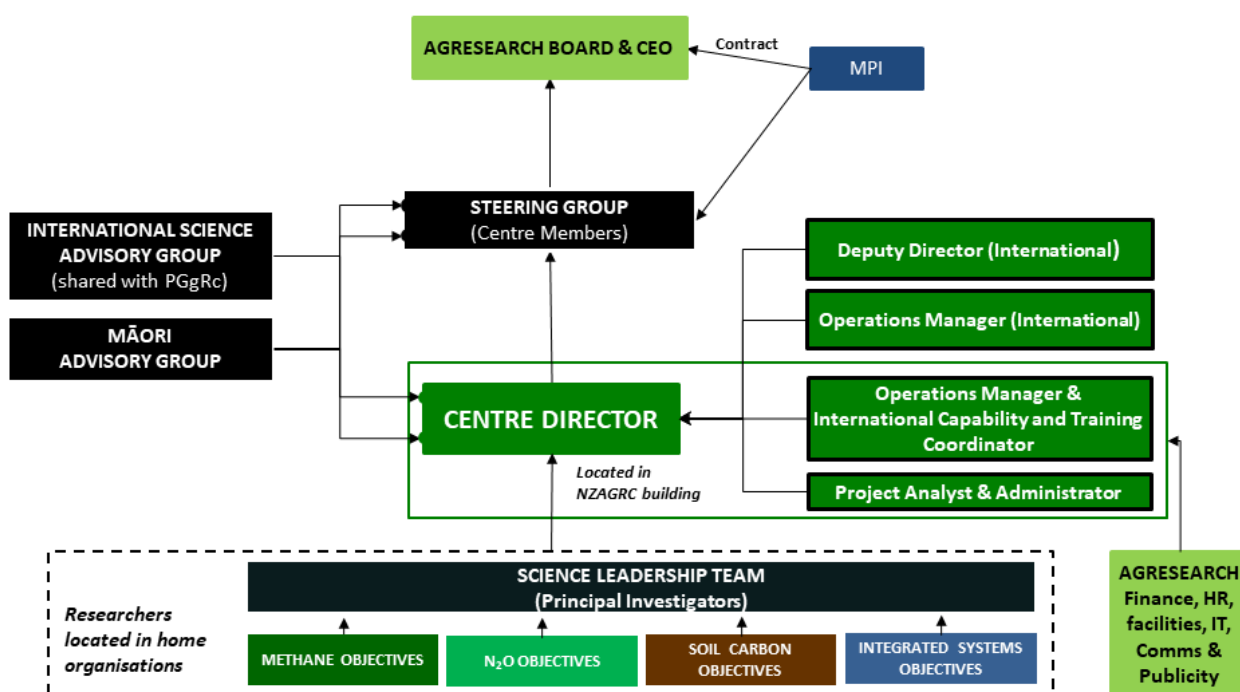 AGRESEARCH BOARD & CEO
Contract
MPI
STEERING GROUP
(Centre Members)
INTERNATIONAL SCIENCE
ADVISORY GROUP
(shared with PGgRc)
MĀORI
ADVISORY GROUP
Deputy Director (International)
Operations Manager (International)
CENTRE DIRECTOR
Operations Manager &
International Capability and Training
Coordinator
Located in
NZAGRC building
Project Analyst & Administrator
SCIENCE LEADERSHIP TEAM
(Principal Investigators)
Researchers
located in home
organisations
METHANE OBJECTIVES
N₂O OBJECTIVES
SOIL CARBON
OBJECTIVES
INTEGRATED SYSTEMS
OBJECTIVES
AGRESEARCH
Finance, HR,
facilities, IT,
Comms &
Publicity